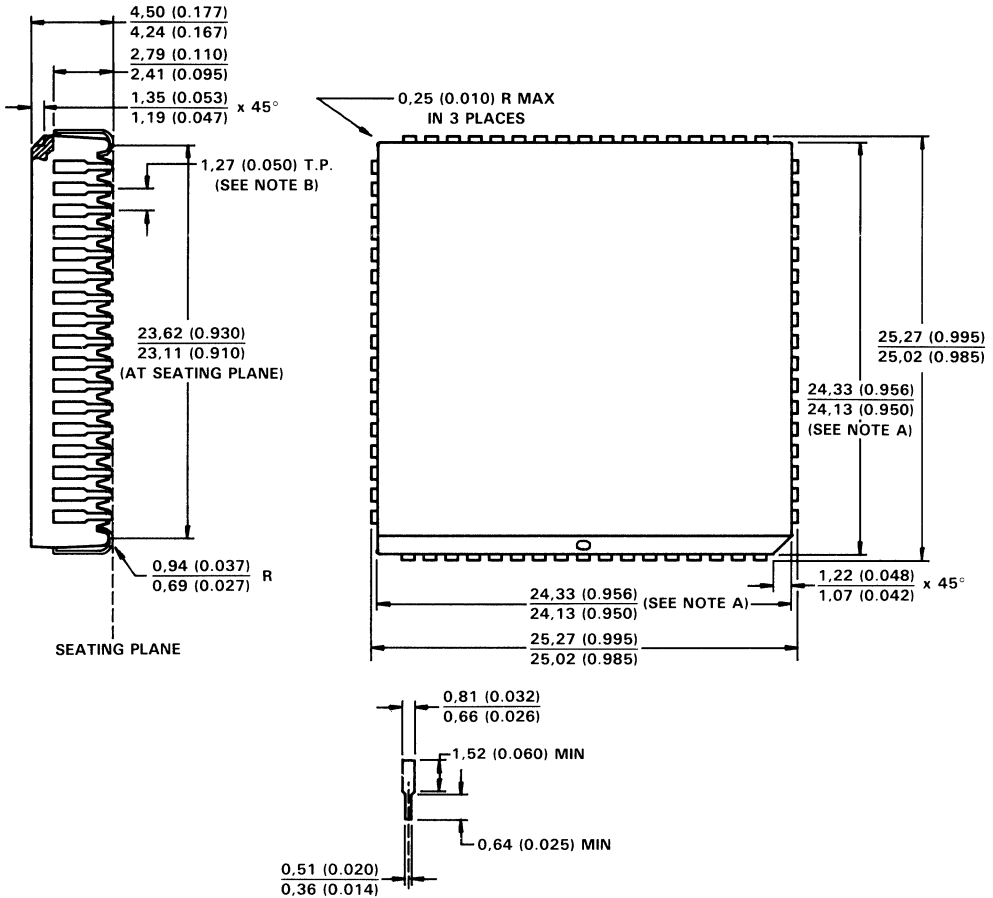 4,50 (0.177)
4,24 (0.167)
2,79 (0.110)
2,41 (0.095)
1,35 (0.053)
1,19 (0.047) x 45°
0,25 (0.010) R MAX
IN 3 PLACES
1,27 (0.050) T.P.
(SEE NOTE B)
23,62 (0.930)
23,11 (0.910)
(AT SEATING PLANE)
25,27 (0.995)
25,02 (0.985)
24,33 (0.956)
24,13 (0.950)
(SEE NOTE A)
0,94 (0.037)
0,69 (0.027) R
1,22 (0.048)
1,07 (0.042) x 45°
24,33 (0.956)
24,13 (0.950) (SEE NOTE A)
25,27 (0.995)
25,02 (0.985)
SEATING PLANE
0,81 (0.032)
0,66 (0.026)
1,52 (0.060) MIN
0,64 (0.025) MIN
0,51 (0.020)
0,36 (0.014)